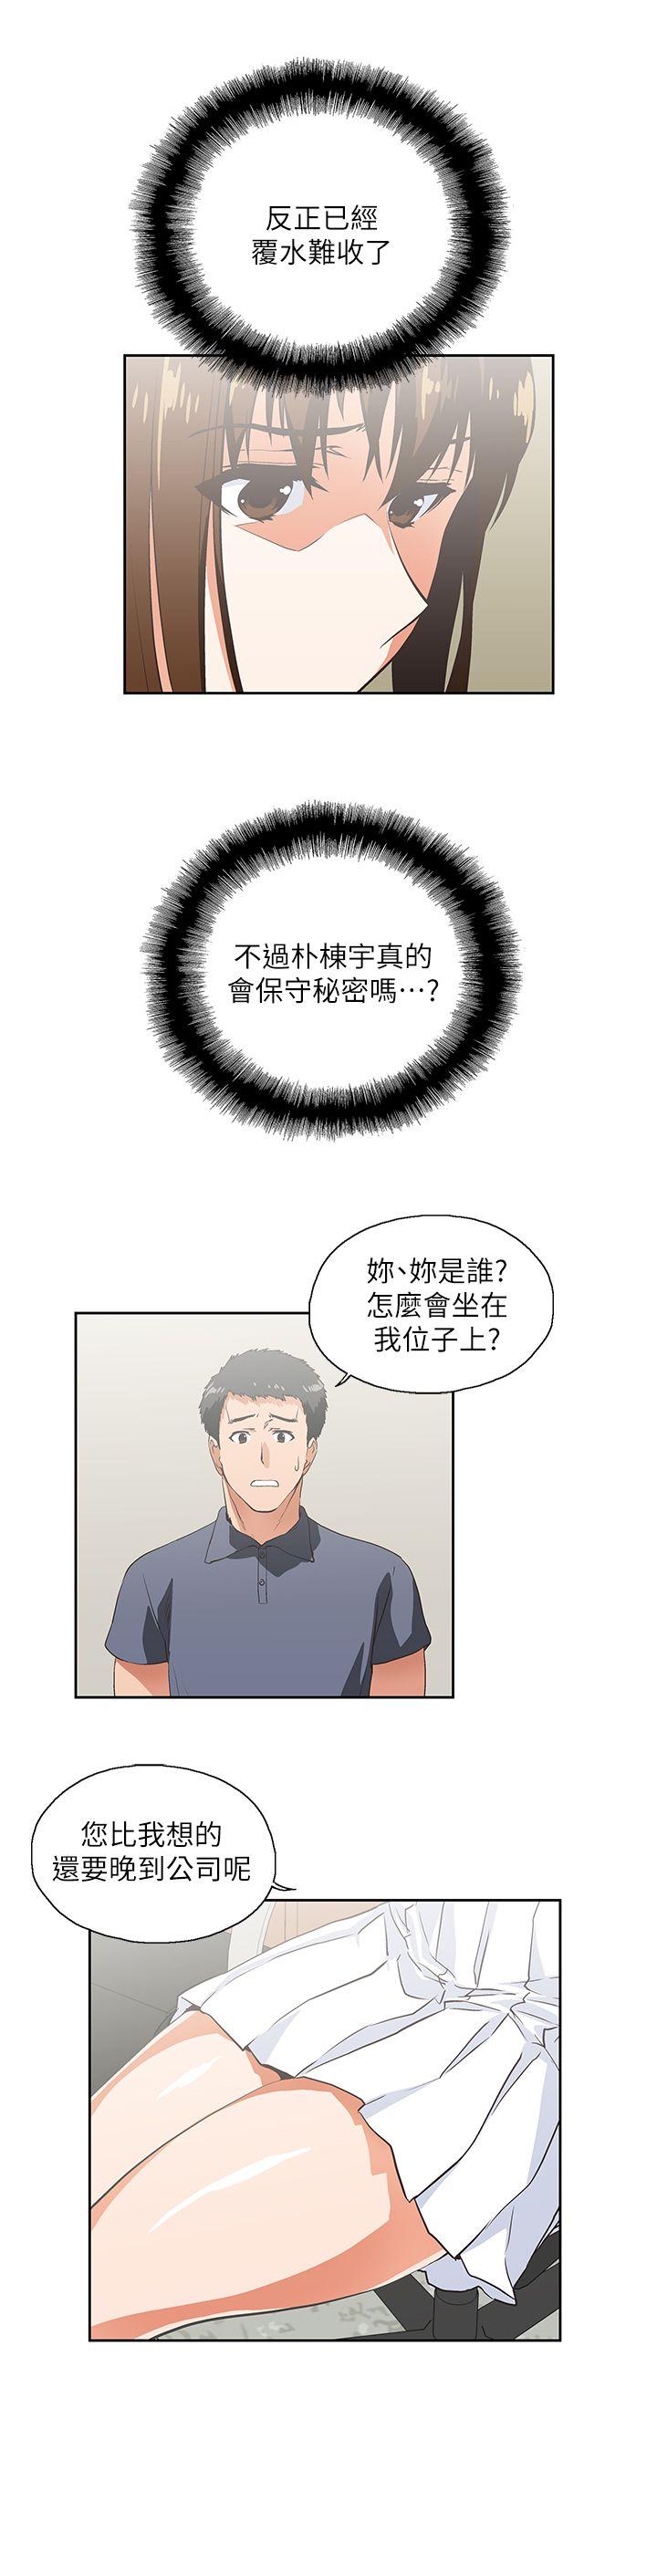 反正已經
覆水難收了
不過朴棟宇真的
會保守秘密嗎⋯?
妳、妳是誰?
怎麼會坐在
我位子上?
您比我想的
還要晚到公司呢